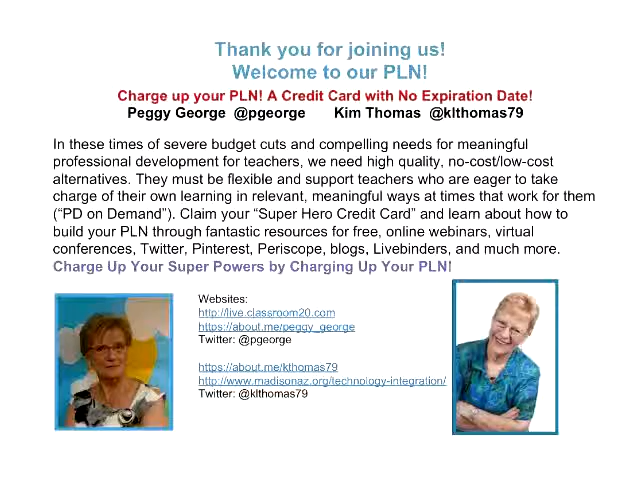 Thank you for joining us!
Welcome to our PLN!
Charge up your PLN! A Credit Card with No Expiration Date!
Peggy George @pgeorge Kim Thomas @klthomas79
In these times of severe budget cuts and compelling needs for meaningful
professional development for teachers, we need high quality, no-cost/low-cost
alternatives. They must be flexible and support teachers who are eager to take
charge of their own learning in relevant, meaningful ways at times that work for them
(“PD on Demand”). Claim your “Super Hero Credit Card” and learn about how to
build your PLN through fantastic resources for free, online webinars, virtual
conferences, Twitter, Pinterest, Periscope, blogs, Livebinders, and much more.
Charge Up Your Super Powers by Charging Up Your PLN!
Websites:
http://live.classroom20.com
https://about.me/peggy_george
Twitter: @pgeorge
https://about.me/kthomas79
http://www.madisonaz.org/technology-integration/
Twitter: @klthomas79